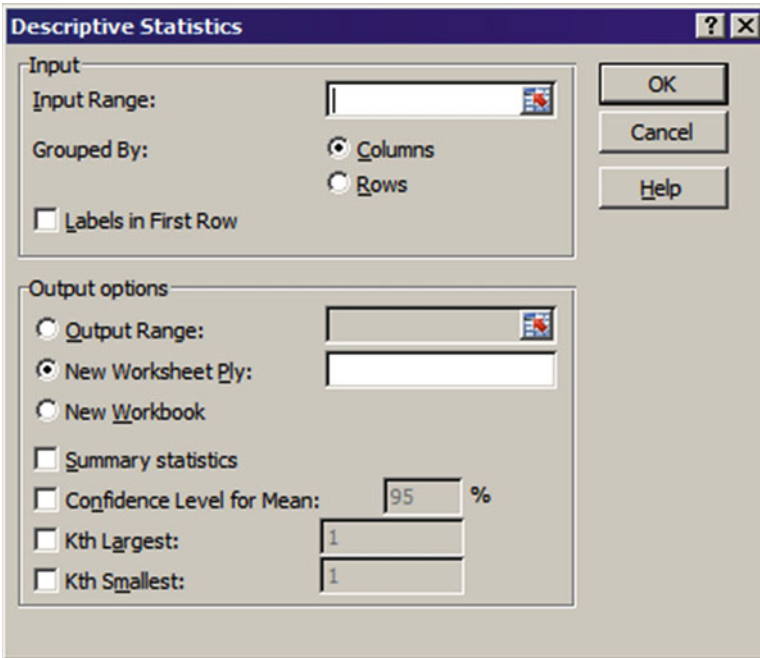 Descriptive Statistics
Input
Input Range:
Grouped By:
Columns
Rows
Labels in First Row
OK
Cancel
Help
Output options
Output Range:
New Worksheet Ply:
New Workbook
Summary statistics
Confidence Level for Mean: 95 %
Kth Largest: 1
Kth Smallest: 1